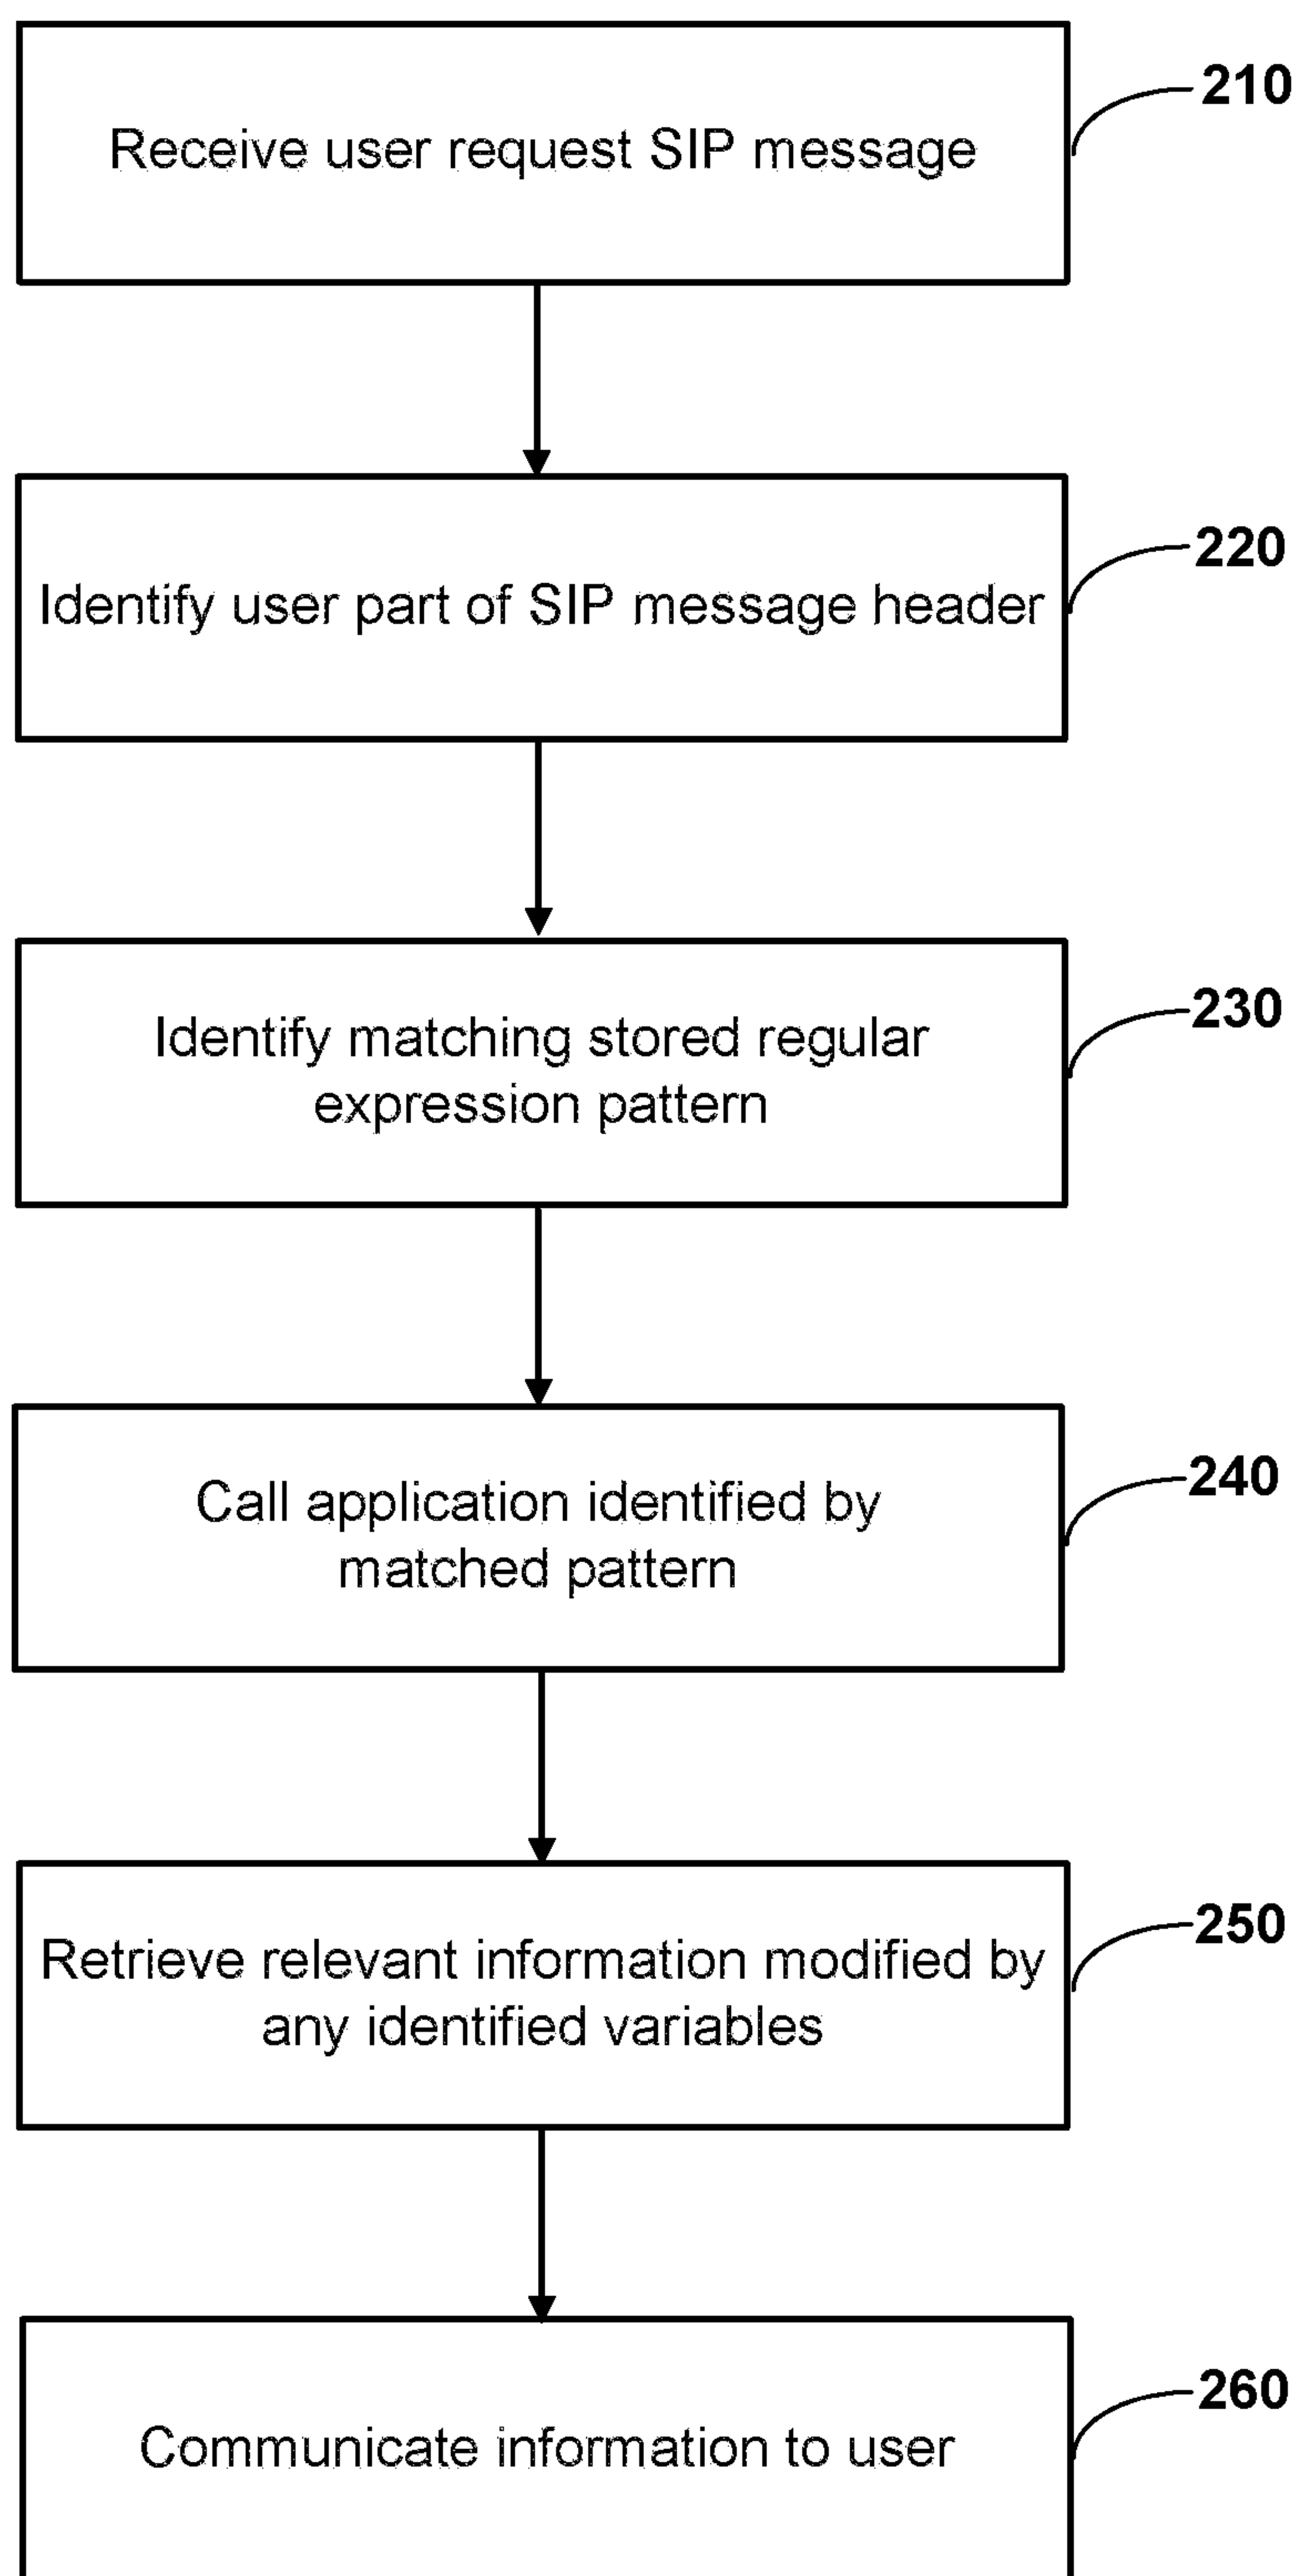 Receive user request SIP message
210
Identify user part of SIP message header
220
Identify matching stored regular
expression pattern
230
Call application identified by
matched pattern
240
Retrieve relevant information modified by
any identified variables
250
Communicate information to user
260